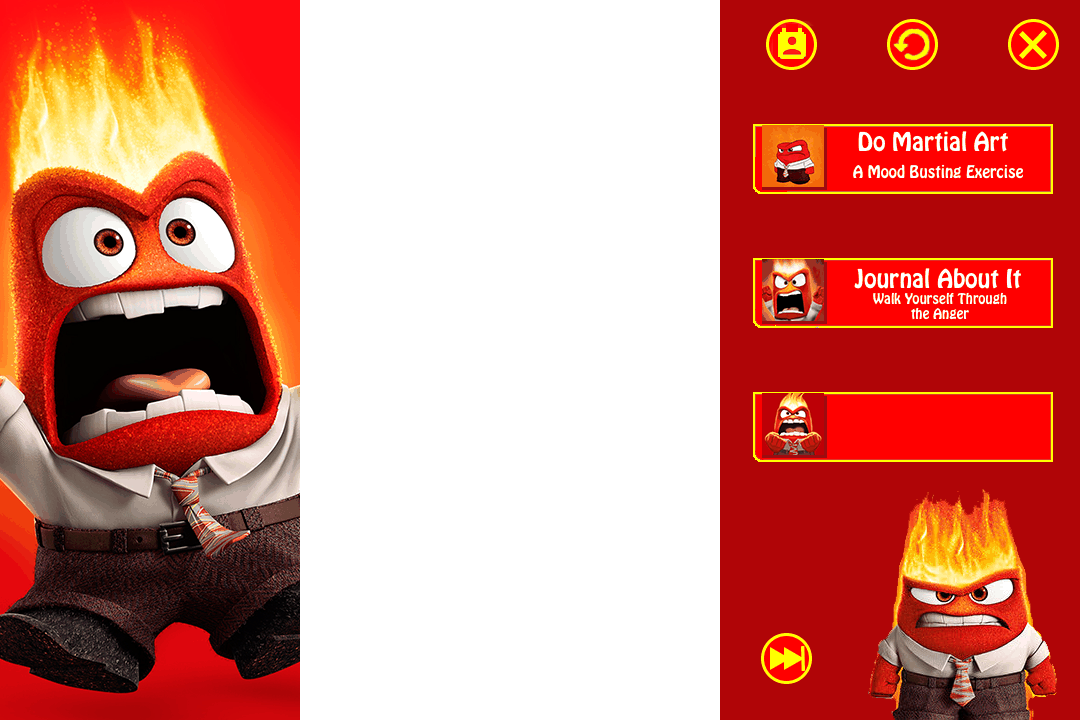 Do Martial Art
A Mood Busting Exercise
Journal About It
Walk Yourself Through
the Anger